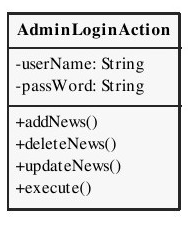 AdminLoginAction
-userName: String
-passWord: String
+addNews()
+deleteNews()
+updateNews()
+execute()